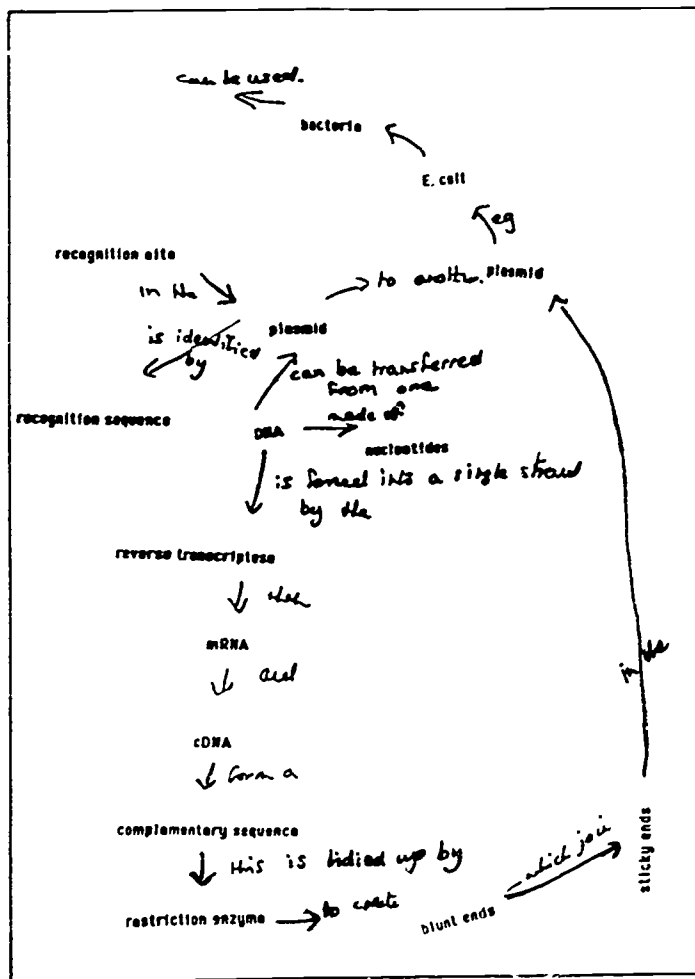 can be used.
bacteria
E. coli
eg
recognition site
to another.
plasmid
in the
plasmid
is identified
by
can be transferred
from one
recognition sequence
DNA
made of
nucleotides
is formed into a single strand
by the
reverse transcriptase
then
mRNA
and
in the
cDNA
form a
complementary sequence
this is tidied up by
which join
sticky ends
restriction enzyme
to create
blunt ends